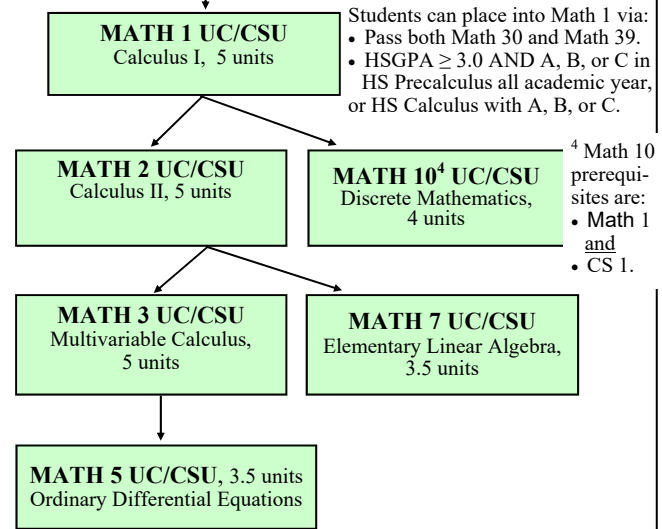 MATH 1 UC/CSU
Calculus I, 5 units
Students can place into Math 1 via:
• Pass both Math 30 and Math 39.
• HSGPA ≥ 3.0 AND A, B, or C in
HS Precalculus all academic year,
or HS Calculus with A, B, or C.
MATH 2 UC/CSU
Calculus II, 5 units
MATH 10⁴ UC/CSU
Discrete Mathematics,
4 units
⁴ Math 10
prerequi-
sites are:
• Math 1
and
• CS 1.
MATH 3 UC/CSU
Multivariable Calculus,
5 units
MATH 7 UC/CSU
Elementary Linear Algebra,
3.5 units
MATH 5 UC/CSU, 3.5 units
Ordinary Differential Equations